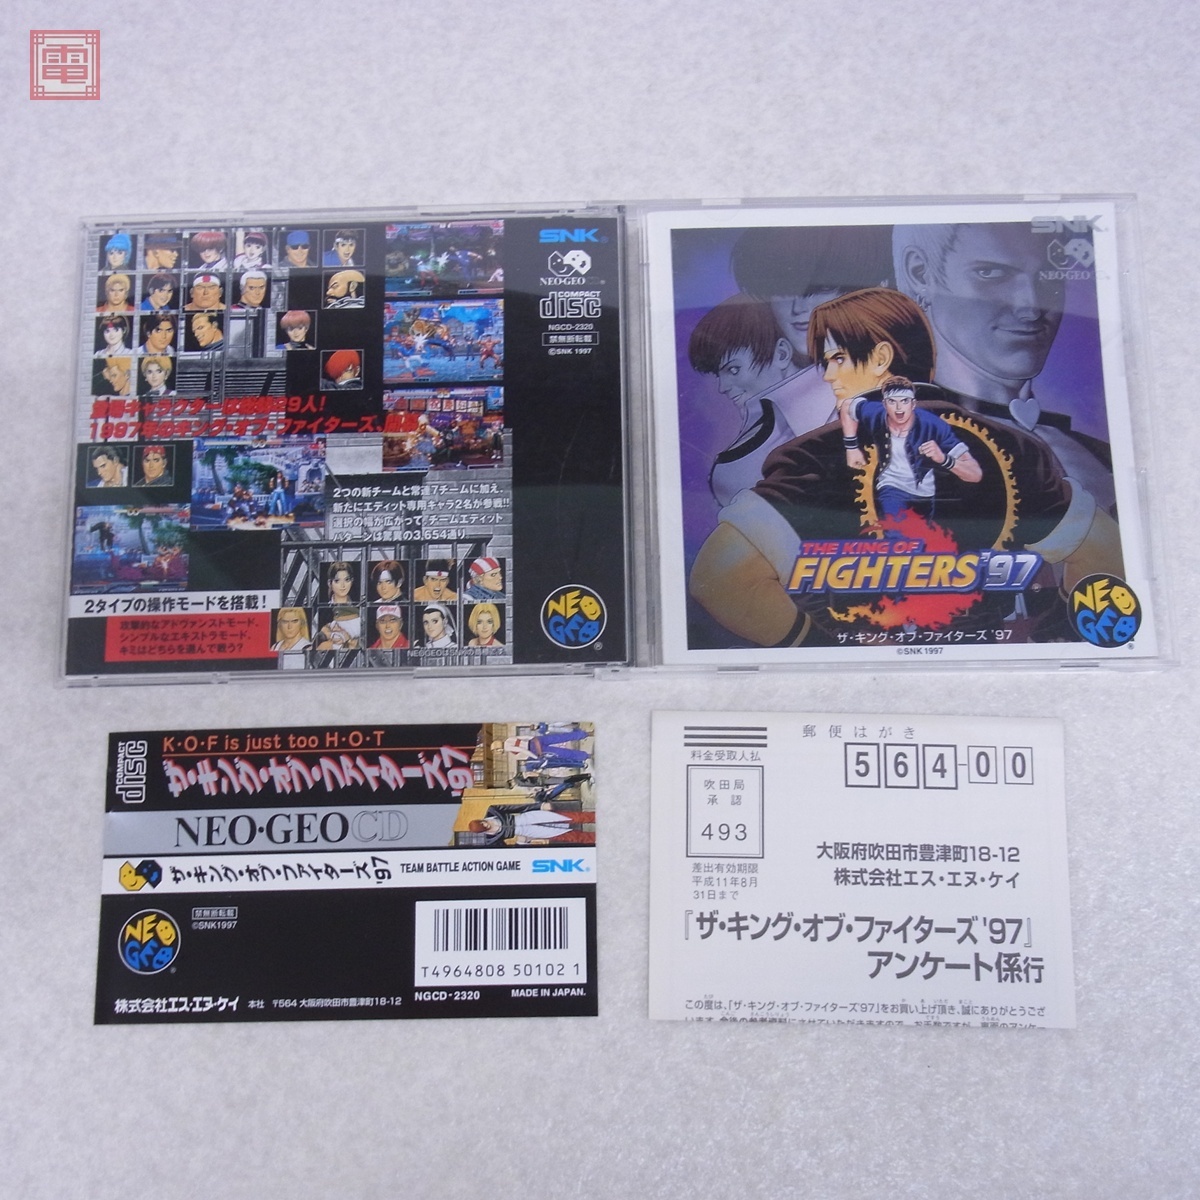 電
SNK
NEO•GEO
COMPACT
disc
NGCD-2320
禁無断転載
©SNK 1997
登場キャラクターは総勢29人!
1997年のキング・オブ・ファイターズ、開幕
2つの新チームと常連7チームに加え、
新たにエディット専用キャラ2名が参戦!!
選択の幅が広がって、チームエディット
パターンは驚異の3,654通り
2タイプの操作モードを搭載!
攻撃的なアドヴァンストモード、
シンプルなエキストラモード、
キミはどちらを選んで戦う?
NEO
GEO
NEOGEOはSNKの商標です
SNK
NEO•GEO
THE KING OF
FIGHTERS '97
ザ・キング・オブ・ファイターズ '97
©SNK 1997
NEO
GEO
COMPACT
disc
K・O・F is just too H・O・T
ザ・キング・オブ・ファイターズ'97
NEO•GEO CD
ザ・キング・オブ・ファイターズ'97
TEAM BATTLE ACTION GAME
SNK
NEO
GEO
禁無断転載
©SNK1997
T4964808 50102 1
NGCD-2320
MADE IN JAPAN.
株式会社エス・エヌ・ケイ 本社 〒564 大阪府吹田市豊津町18-12
郵便はがき
料金受取人払
564-00
吹田局
承認
493
差出有効期限
平成11年8月
31日まで
大阪府吹田市豊津町18-12
株式会社エス・エヌ・ケイ
『ザ・キング・オブ・ファイターズ'97』
アンケート係行
この度は、「ザ・キング・オブ・ファイターズ'97」をお買い上げ頂き、誠にありがとうござ